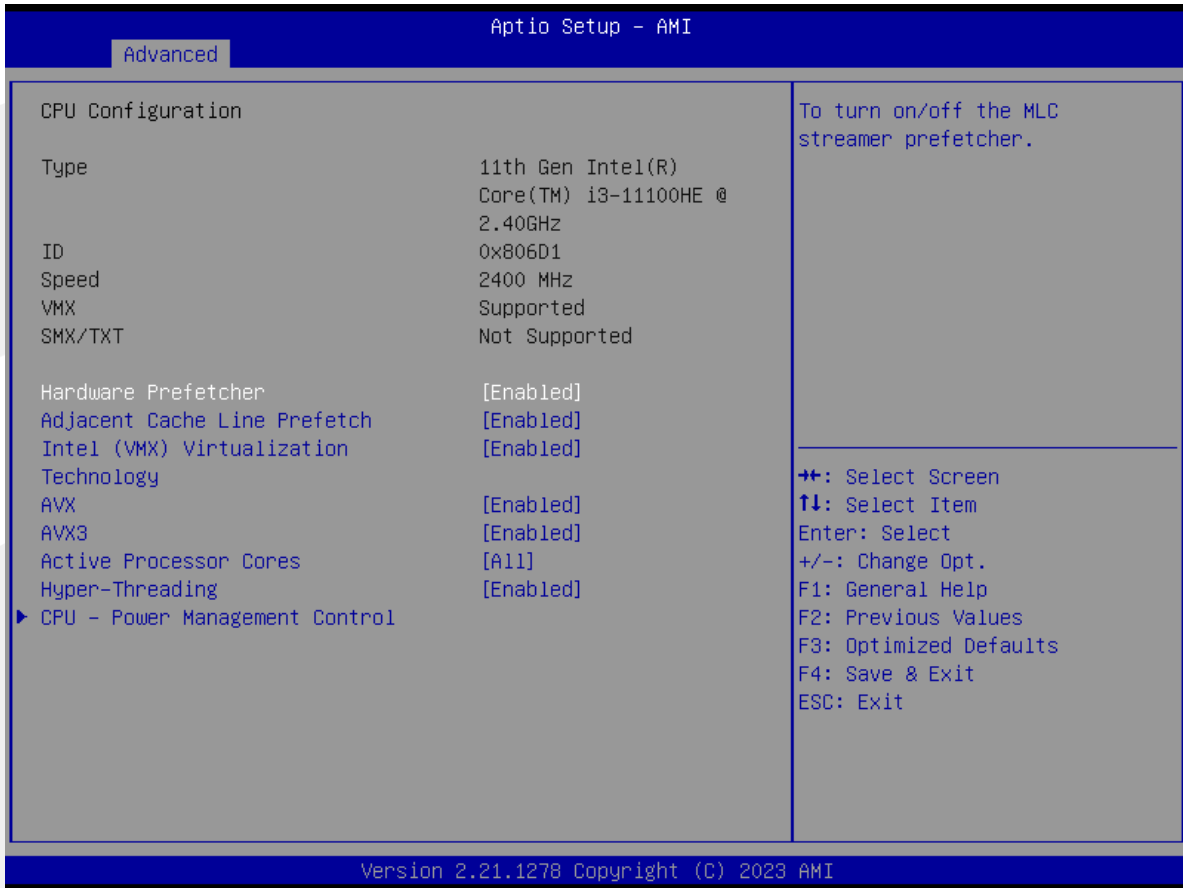 Aptio Setup - AMI
Advanced
CPU Configuration
Type 11th Gen Intel(R)
Core(TM) i3-11100HE @
2.40GHz
ID 0x806D1
Speed 2400 MHz
VMX Supported
SMX/TXT Not Supported
Hardware Prefetcher [Enabled]
Adjacent Cache Line Prefetch [Enabled]
Intel (VMX) Virtualization [Enabled]
Technology
AVX [Enabled]
AVX3 [Enabled]
Active Processor Cores [All]
Hyper-Threading [Enabled]
CPU - Power Management Control
To turn on/off the MLC
streamer prefetcher.
→←: Select Screen
↑↓: Select Item
Enter: Select
+/-: Change Opt.
F1: General Help
F2: Previous Values
F3: Optimized Defaults
F4: Save & Exit
ESC: Exit
Version 2.21.1278 Copyright (C) 2023 AMI